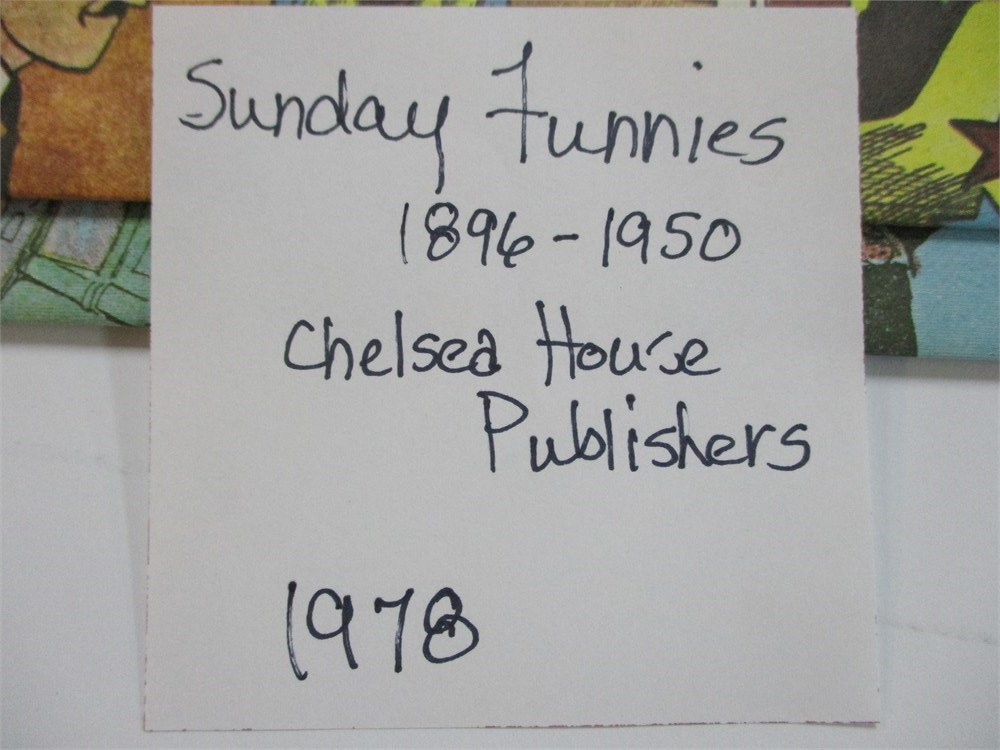 Sunday Funnies
1896-1950
Chelsea House
Publishers
1978